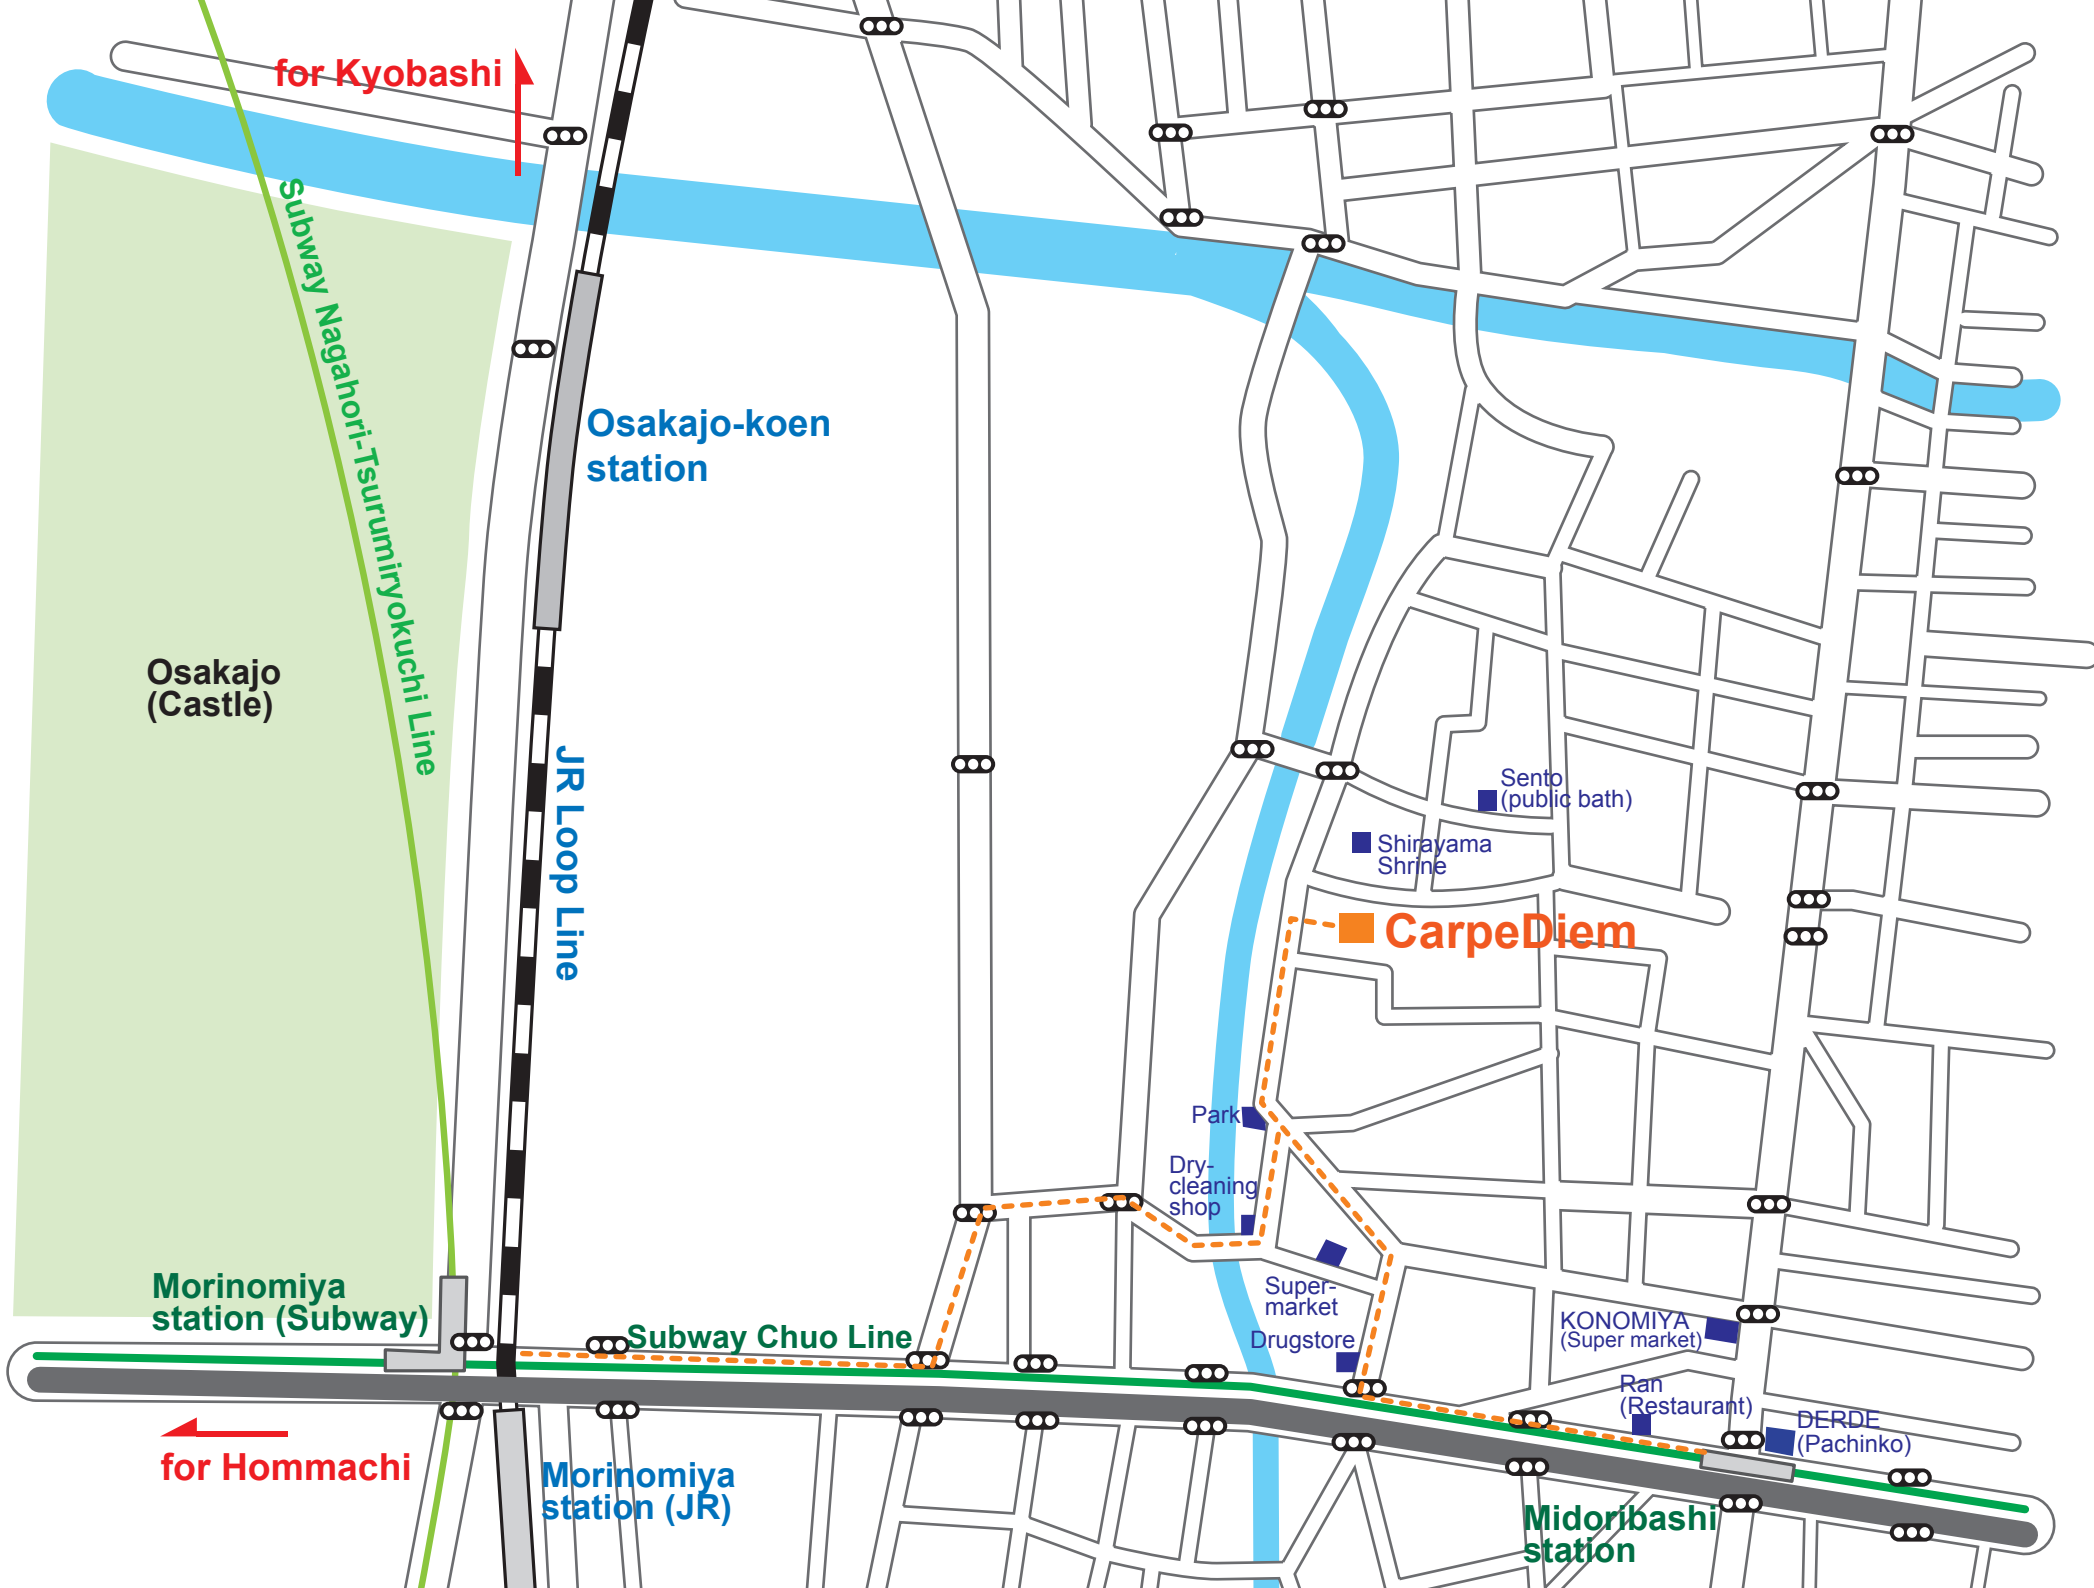 for Kyobashi
Subway Nagahori-Tsurumiryokuchi Line
Osakajo-koen
station
Osakajo
(Castle)
JR Loop Line
Sento
(public bath)
Shirayama
Shrine
CarpeDiem
Park
Dry-
cleaning
shop
Super-
market
Drugstore
Morinomiya
station (Subway)
Subway Chuo Line
KONOMIYA
(Super market)
Ran
(Restaurant)
DERDE
(Pachinko)
for Hommachi
Morinomiya
station (JR)
Midoribashi
station